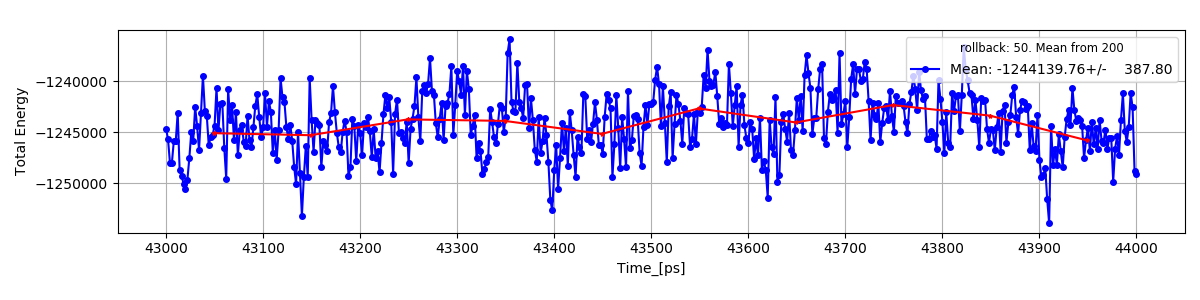 rollback: 50. Mean from 200
Mean: -1244139.76+/- 387.80
Total Energy
−1240000
−1245000
−1250000
43000 43100 43200 43300 43400 43500 43600 43700 43800 43900 44000
Time_[ps]